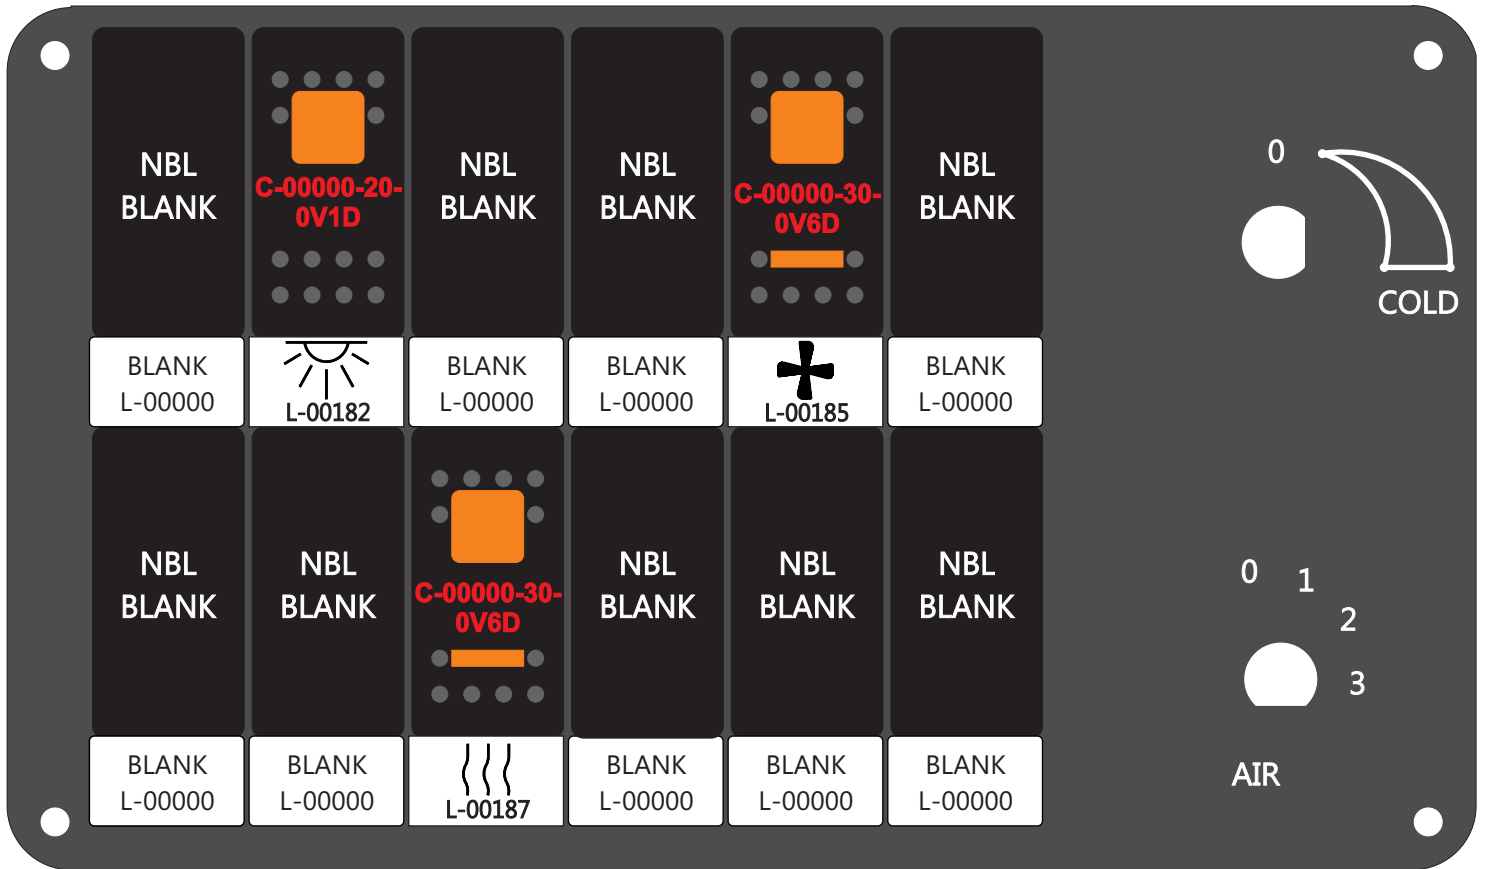 NBL
BLANK
C-00000-20-
0V1D
NBL
BLANK
NBL
BLANK
C-00000-30-
0V6D
NBL
BLANK
0
COLD
BLANK
L-00000
L-00182
BLANK
L-00000
BLANK
L-00000
L-00185
BLANK
L-00000
NBL
BLANK
NBL
BLANK
C-00000-30-
0V6D
NBL
BLANK
NBL
BLANK
NBL
BLANK
0
1
2
3
AIR
BLANK
L-00000
BLANK
L-00000
L-00187
BLANK
L-00000
BLANK
L-00000
BLANK
L-00000